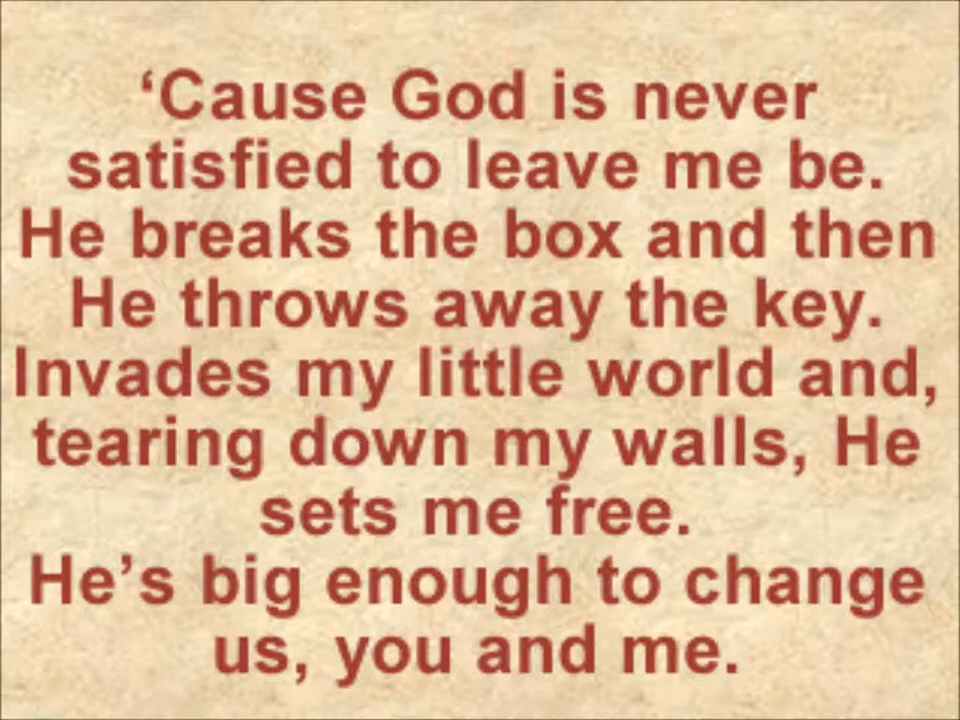 ‘Cause God is never
satisfied to leave me be.
He breaks the box and then
He throws away the key.
Invades my little world and,
tearing down my walls, He
sets me free.
He’s big enough to change
us, you and me.